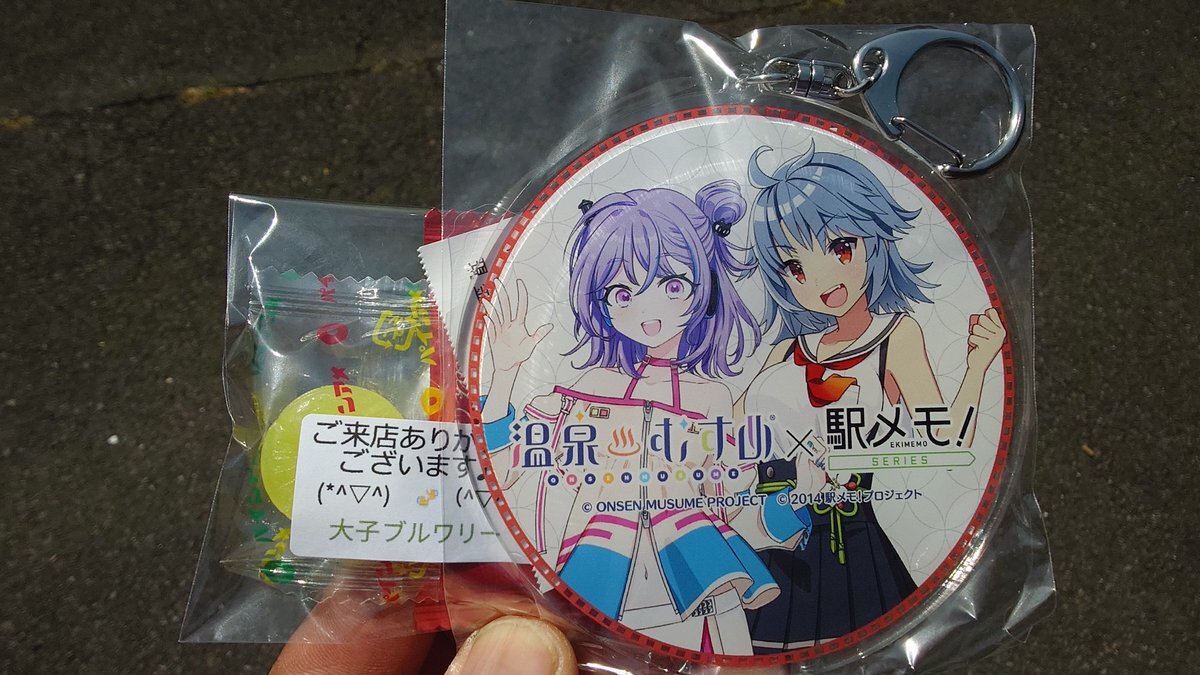 ご来店ありが
ございます♪
(*^▽^)
(^▽
大子ブルワリー
温泉♨むすめ®
ONSENMUSUME
×
駅メモ!
EKIMEMO
SERIES
© ONSEN MUSUME PROJECT © 2014 駅メモ!プロジェクト